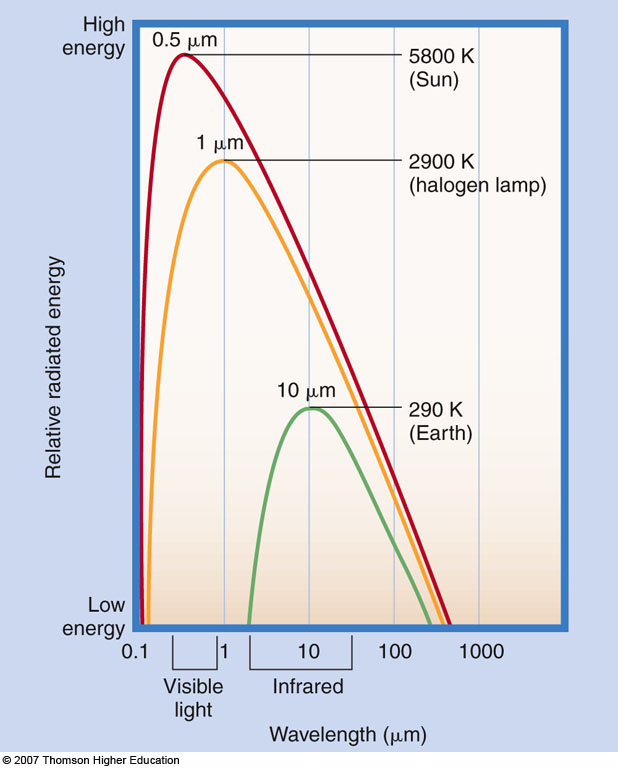 High
energy
0.5 μm
5800 K
(Sun)
1 μm
2900 K
(halogen lamp)
Relative radiated energy
10 μm
290 K
(Earth)
Low
energy
0.1 1 10 100 1000
Visible
light
Infrared
Wavelength (μm)
© 2007 Thomson Higher Education